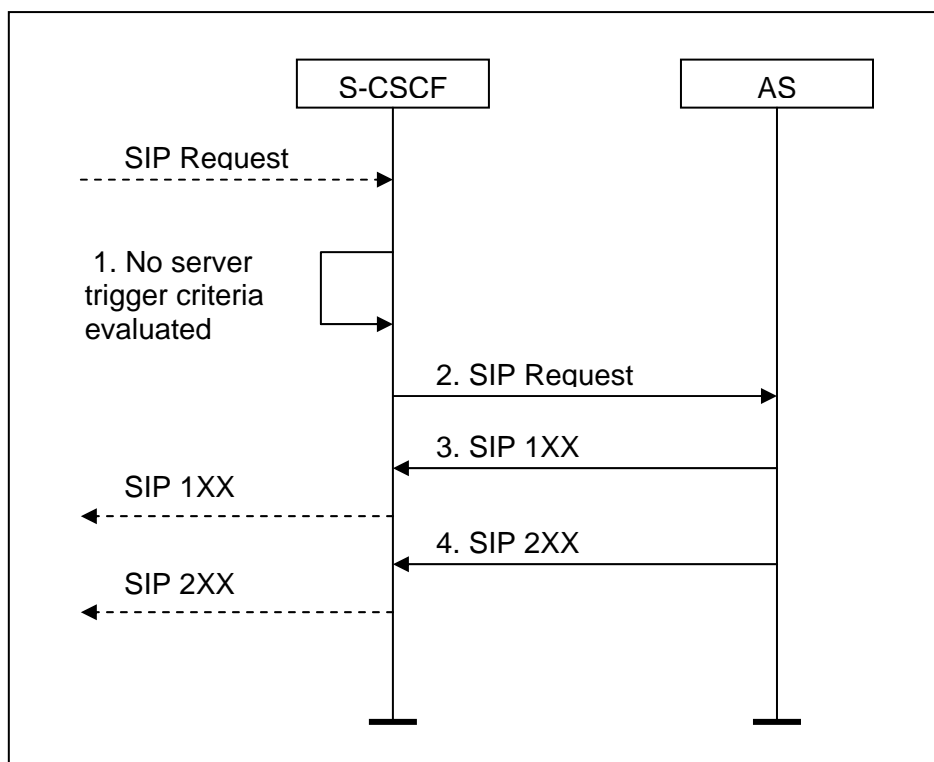 S-CSCF
AS
SIP Request
1. No server
trigger criteria
evaluated
2. SIP Request
3. SIP 1XX
SIP 1XX
4. SIP 2XX
SIP 2XX